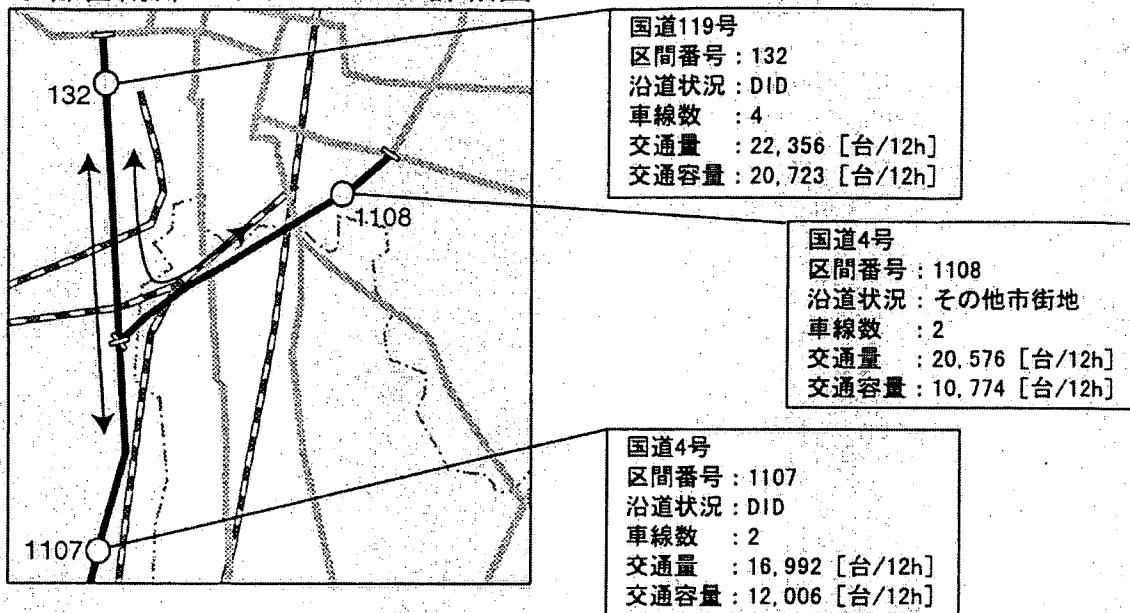 132
1108
1107
国道119号
区間番号：132
沿道状況：DID
車線数　：4
交通量　：22,356［台/12h］
交通容量：20,723［台/12h］
国道4号
区間番号：1108
沿道状況：その他市街地
車線数　：2
交通量　：20,576［台/12h］
交通容量：10,774［台/12h］
国道4号
区間番号：1107
沿道状況：DID
車線数　：2
交通量　：16,992［台/12h］
交通容量：12,006［台/12h］